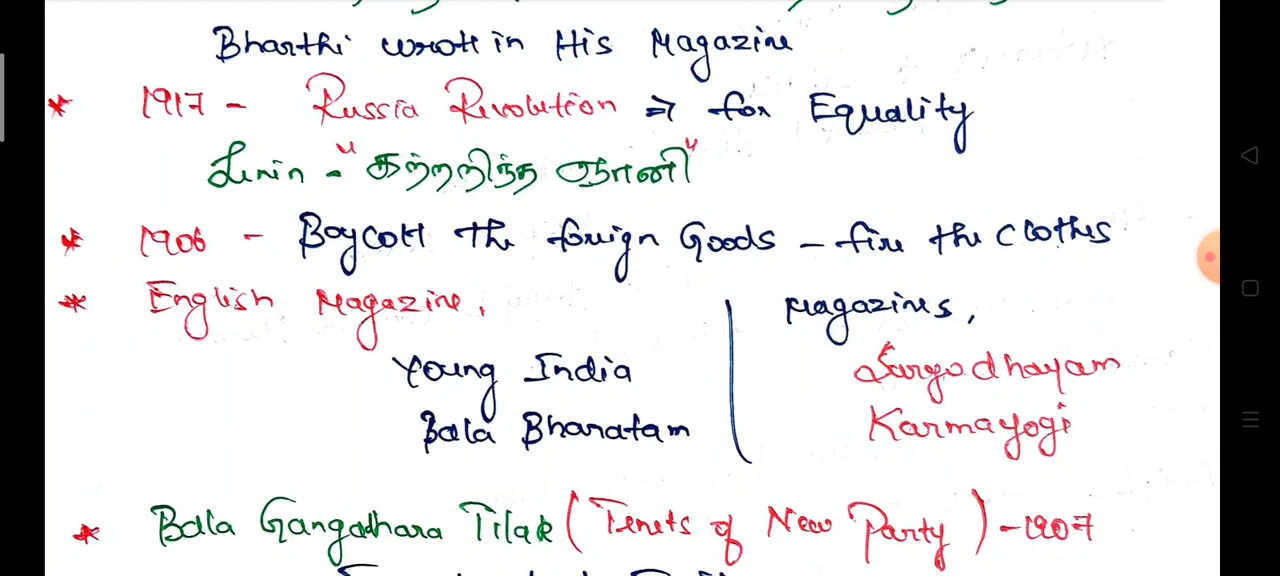 Bharthi wrote in His Magazine
* 1917 - Russia Revolution ⇒ for Equality
லெனின் - "கற்றறிந்த ஞானி"
* 1906 - Boycott the foreign Goods - fire the Clothes
* English Magazine,
Young India
Bala Bharatam
Magazines,
Suryodhayam
Karmayogi
* Bala Gangadhara Tilak (Tenets of New Party) - 1907